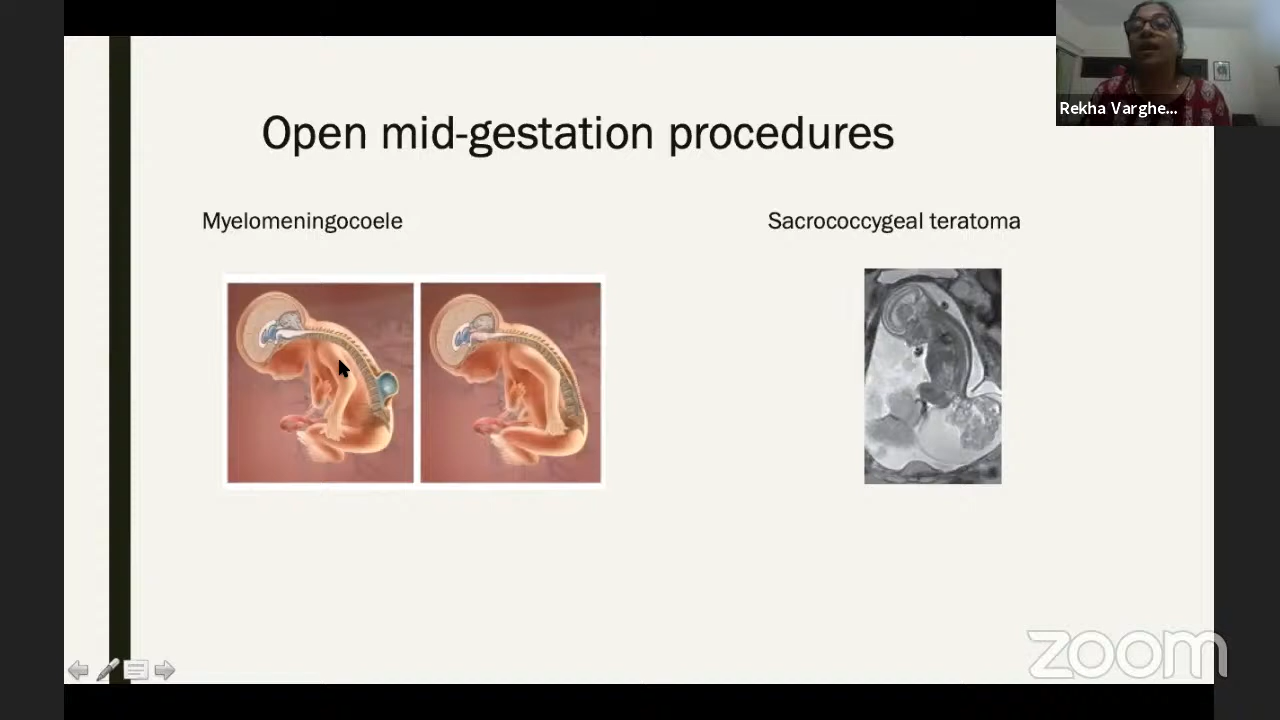 Open mid-gestation procedures
Rekha Varghe...
Myelomeningocoele
Sacrococcygeal teratoma
zoom